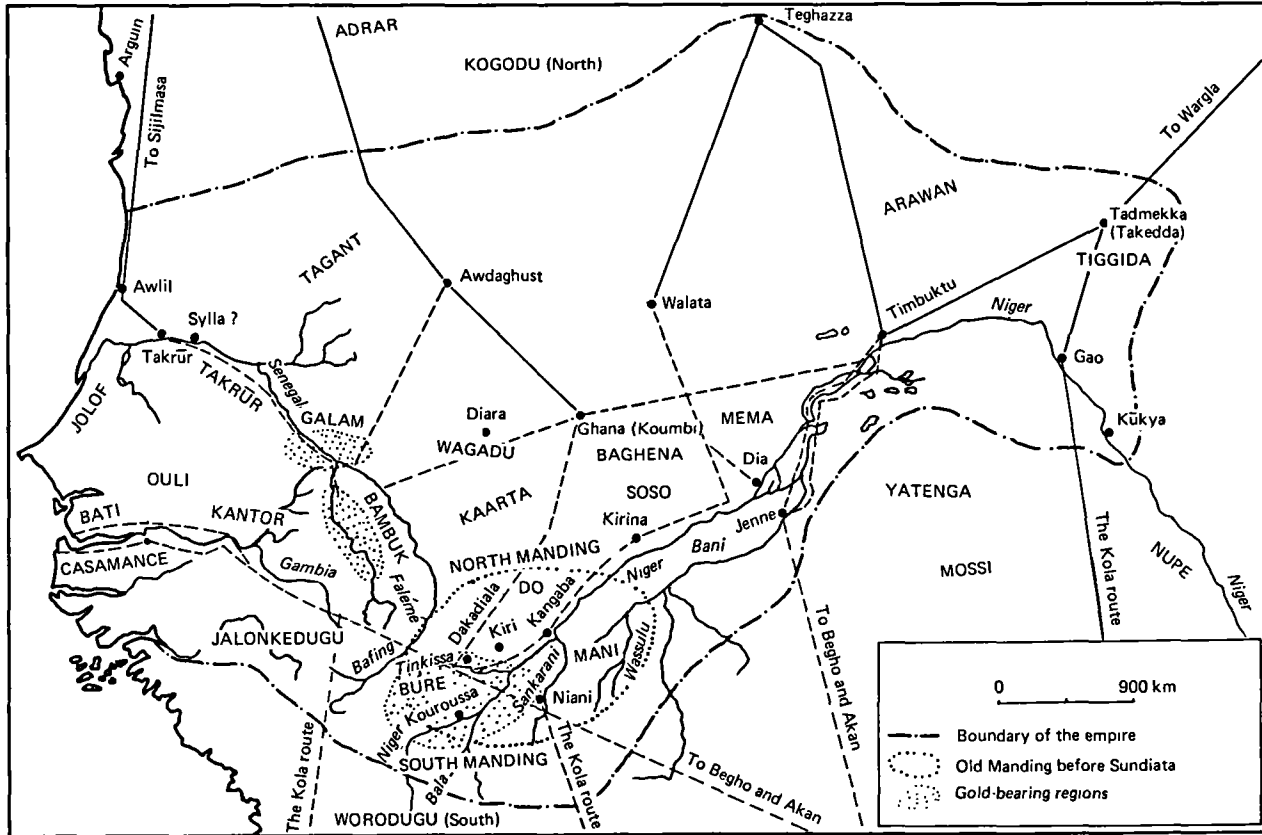 Teghazza
ADRAR
Arguin
KOGODU (North)
To Sijilmasa
To Wargla
ARAWAN
Tadmekka
(Takedda)
TIGGIDA
TAGANT
Awdaghust
Awlil
Walata
Timbuktu
Niger
Sylla ?
Takrūr
Gao
TAKRŪR
Senegal
JOLOF
GALAM
Diara
WAGADU
Ghana (Koumbi)
BAGHENA
MEMA
Kūkya
Dia
OULI
KAARTA
SOSO
YATENGA
BAMBUK
BATI
KANTOR
Kirina
Jenne
Bani
CASAMANCE
Gambia
Falémé
NORTH MANDING
Niger
MOSSI
The Kola route
NUPE
Niger
DO
Dakadiala
Kangaba
Kiri
JALONKEDUGU
Bafing
Tinkissa
MANI
Wassulu
BURE
Sankarani
Kouroussa
Niani
Niger
SOUTH MANDING
Bala
The Kola route
The Kola route
To Begho and Akan
To Begho and Akan
WORODUGU (South)
0 900 km
Boundary of the empire
Old Manding before Sundiata
Gold-bearing regions